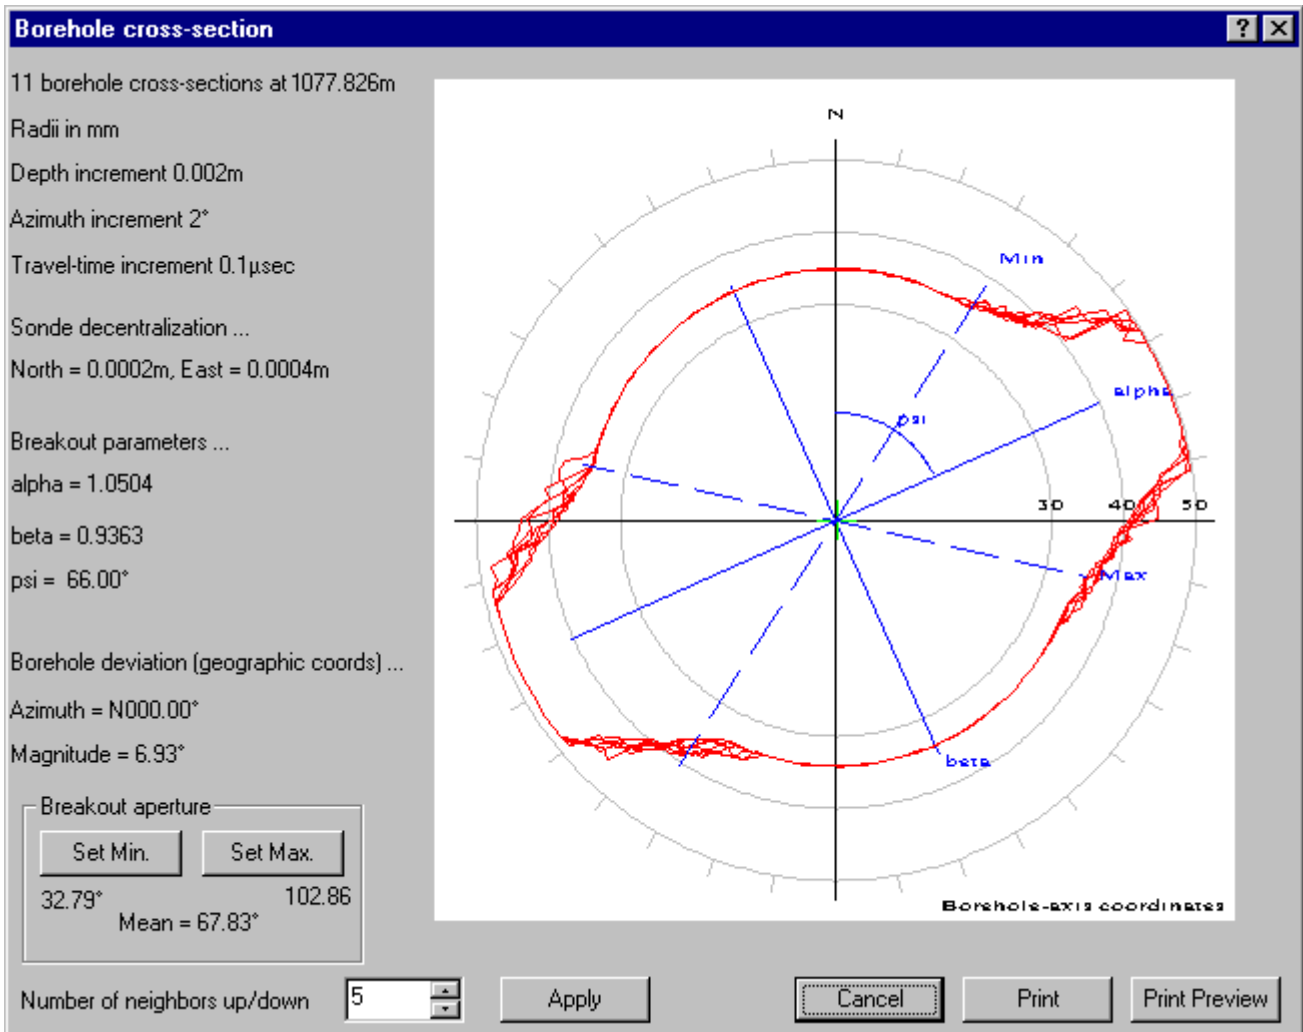 Borehole cross-section
11 borehole cross-sections at 1077.826m
Radii in mm
Depth increment 0.002m
Azimuth increment 2°
Travel-time increment 0.1µsec
Sonde decentralization ...
North = 0.0002m, East = 0.0004m
Breakout parameters ...
alpha = 1.0504
beta = 0.9363
psi = 66.00°
Borehole deviation (geographic coords) ...
Azimuth = N000.00°
Magnitude = 6.93°
Breakout aperture
Set Min. Set Max.
32.79° 102.86
Mean = 67.83°
N
Min
alpha
psi
30 40 50
Max
beta
Borehole-axis coordinates
Number of neighbors up/down 5 Apply Cancel Print Print Preview